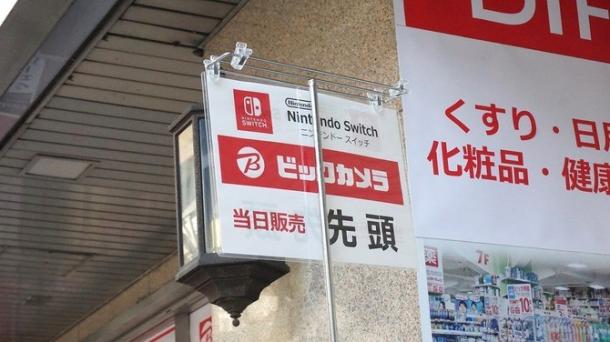 NINTENDO
SWITCH
Nintendo
Nintendo Switch
ニンテンドー スイッチ
B ビックカメラ
当日販売 先頭
くすり・日用
化粧品・健康
7F
10